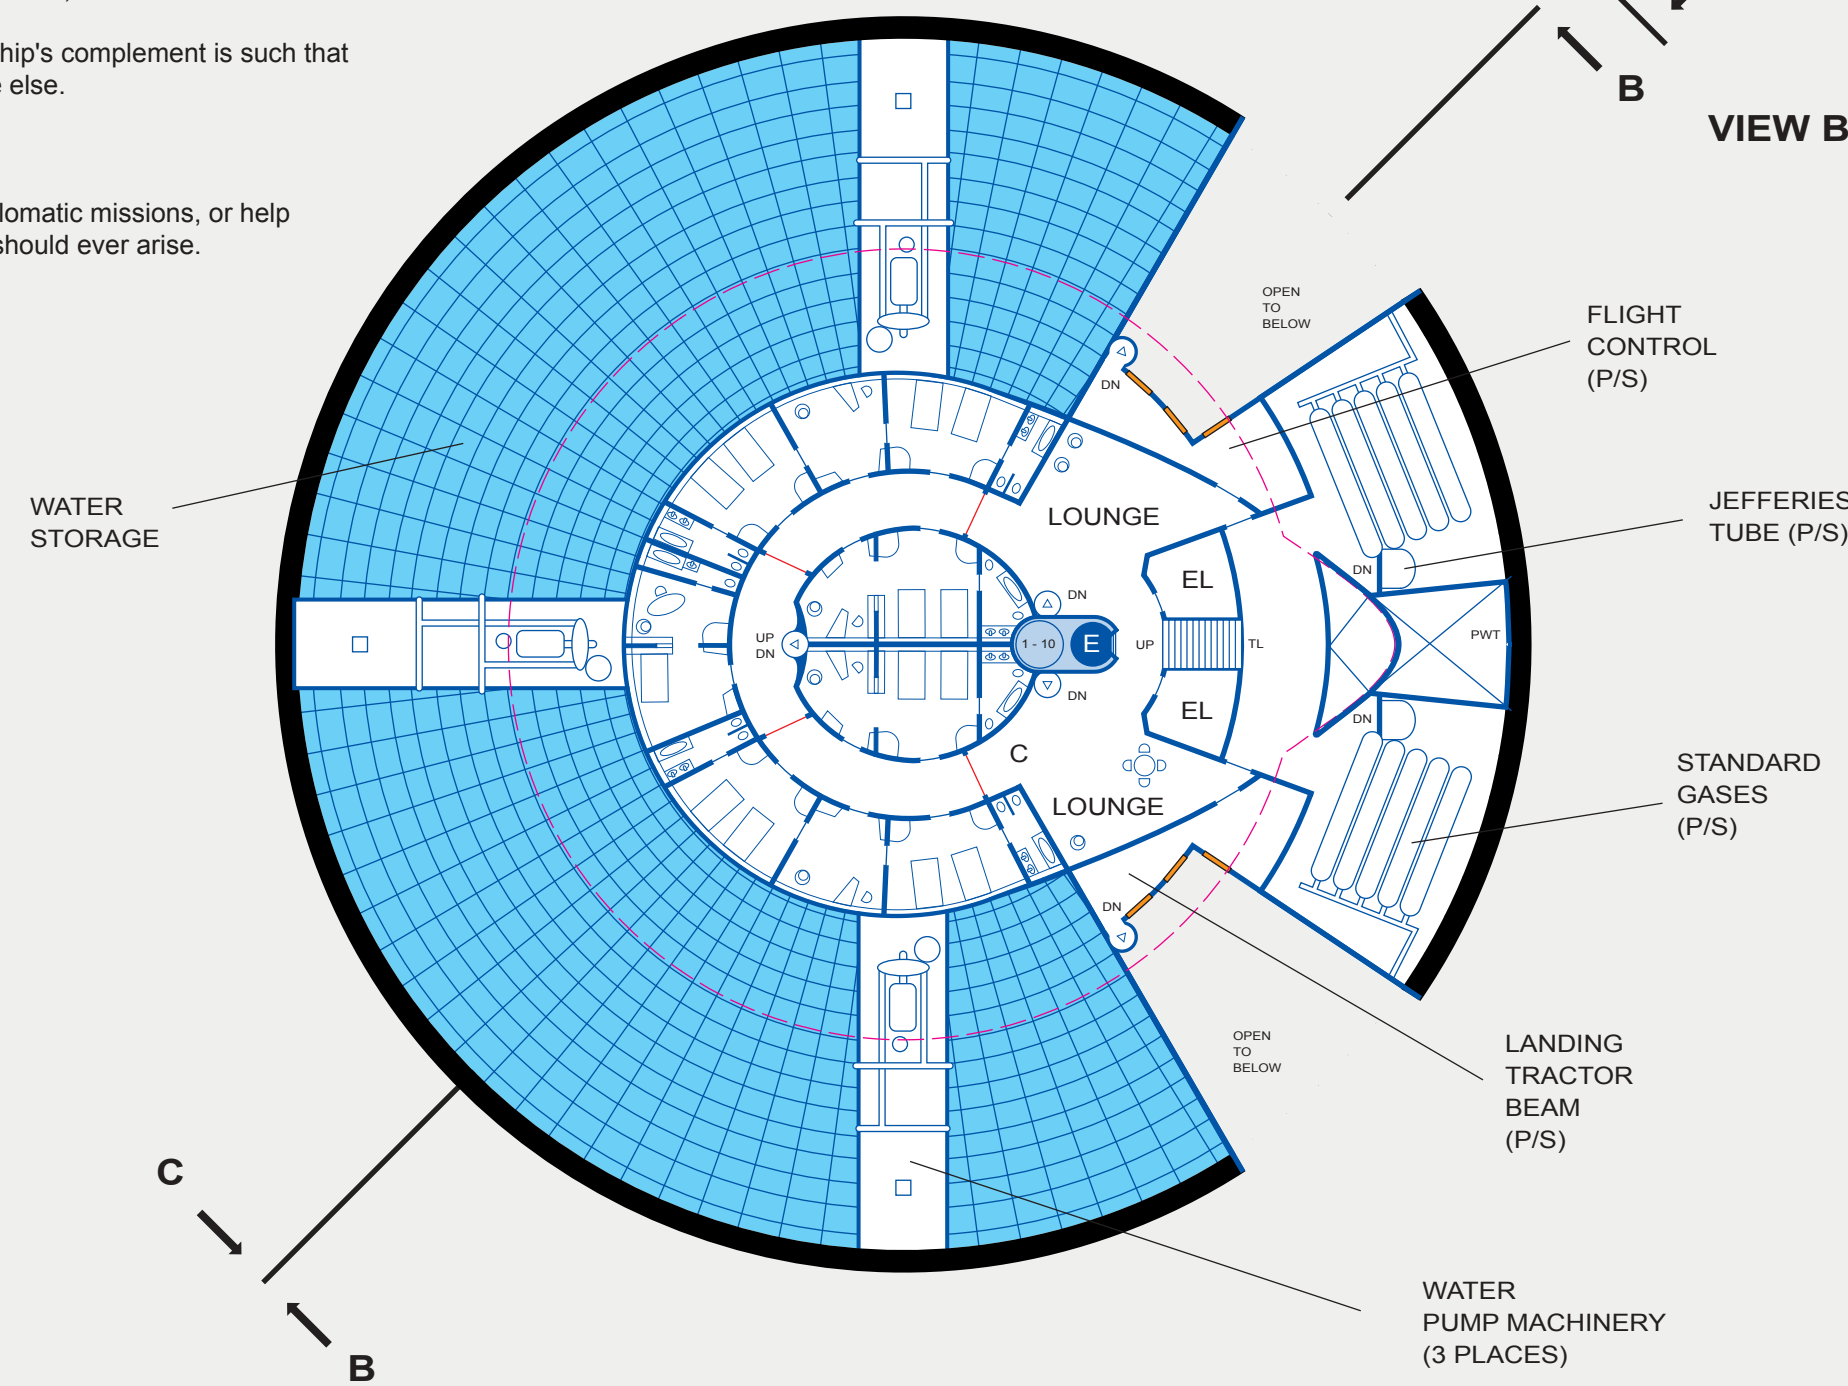 hip's complement is such that
else.
lomatic missions, or help
should ever arise.
B
VIEW B
OPEN
TO
BELOW
FLIGHT
CONTROL
(P/S)
DN
WATER
STORAGE
LOUNGE
JEFFERIES
TUBE (P/S)
DN
EL
DN
UP
DN
1 - 10
E
UP
TL
PWT
DN
EL
DN
C
LOUNGE
STANDARD
GASES
(P/S)
DN
OPEN
TO
BELOW
LANDING
TRACTOR
BEAM
(P/S)
C
B
WATER
PUMP MACHINERY
(3 PLACES)